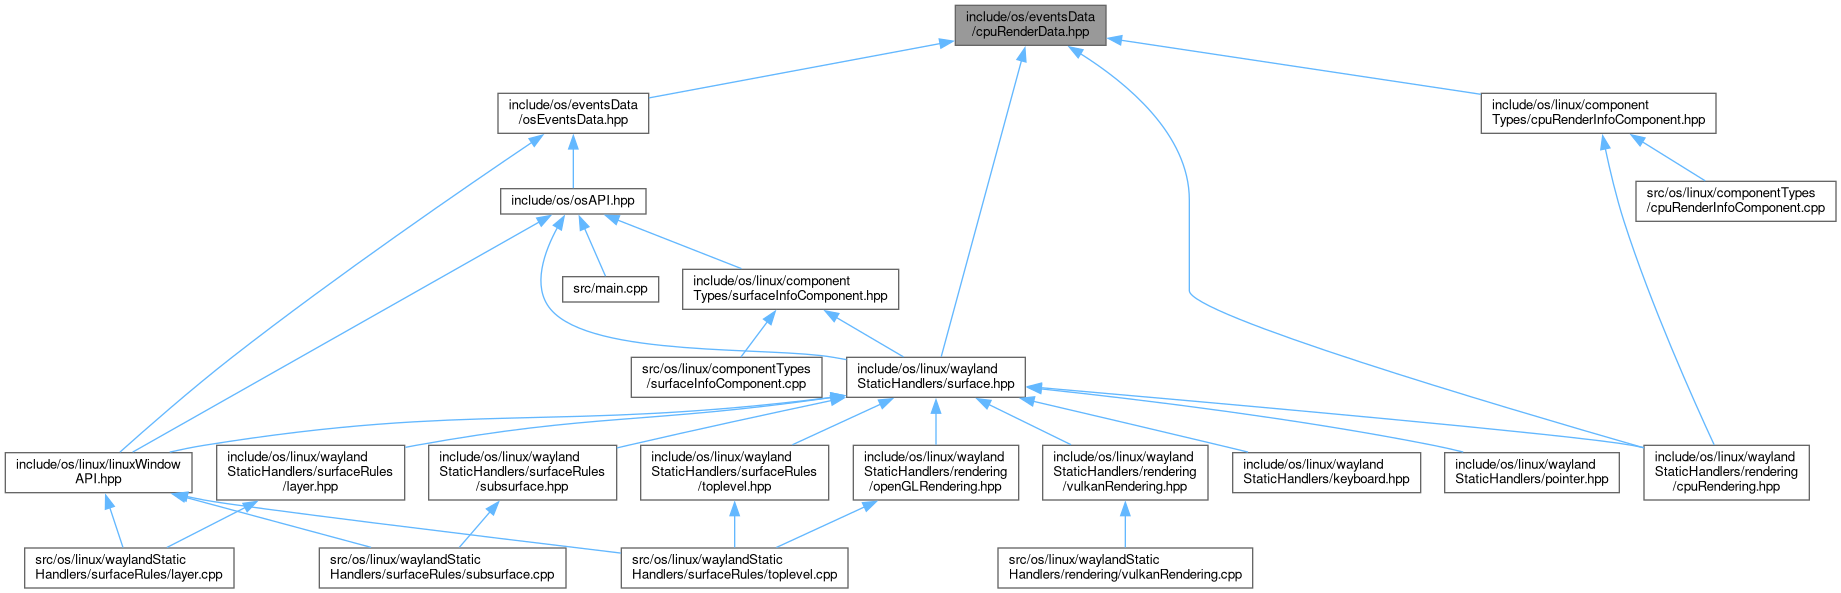 include/os/eventsData
/cpuRenderData.hpp
include/os/eventsData
/osEventsData.hpp
include/os/linux/component
Types/cpuRenderInfoComponent.hpp
include/os/osAPI.hpp
src/os/linux/componentTypes
/cpuRenderInfoComponent.cpp
src/main.cpp
include/os/linux/component
Types/surfaceInfoComponent.hpp
src/os/linux/componentTypes
/surfaceInfoComponent.cpp
include/os/linux/wayland
StaticHandlers/surface.hpp
include/os/linux/linuxWindow
API.hpp
include/os/linux/wayland
StaticHandlers/surfaceRules
/layer.hpp
include/os/linux/wayland
StaticHandlers/surfaceRules
/subsurface.hpp
include/os/linux/wayland
StaticHandlers/surfaceRules
/toplevel.hpp
include/os/linux/wayland
StaticHandlers/rendering
/openGLRendering.hpp
include/os/linux/wayland
StaticHandlers/rendering
/vulkanRendering.hpp
include/os/linux/wayland
StaticHandlers/keyboard.hpp
include/os/linux/wayland
StaticHandlers/pointer.hpp
include/os/linux/wayland
StaticHandlers/rendering
/cpuRendering.hpp
src/os/linux/waylandStatic
Handlers/surfaceRules/layer.cpp
src/os/linux/waylandStatic
Handlers/surfaceRules/subsurface.cpp
src/os/linux/waylandStatic
Handlers/surfaceRules/toplevel.cpp
src/os/linux/waylandStatic
Handlers/rendering/vulkanRendering.cpp